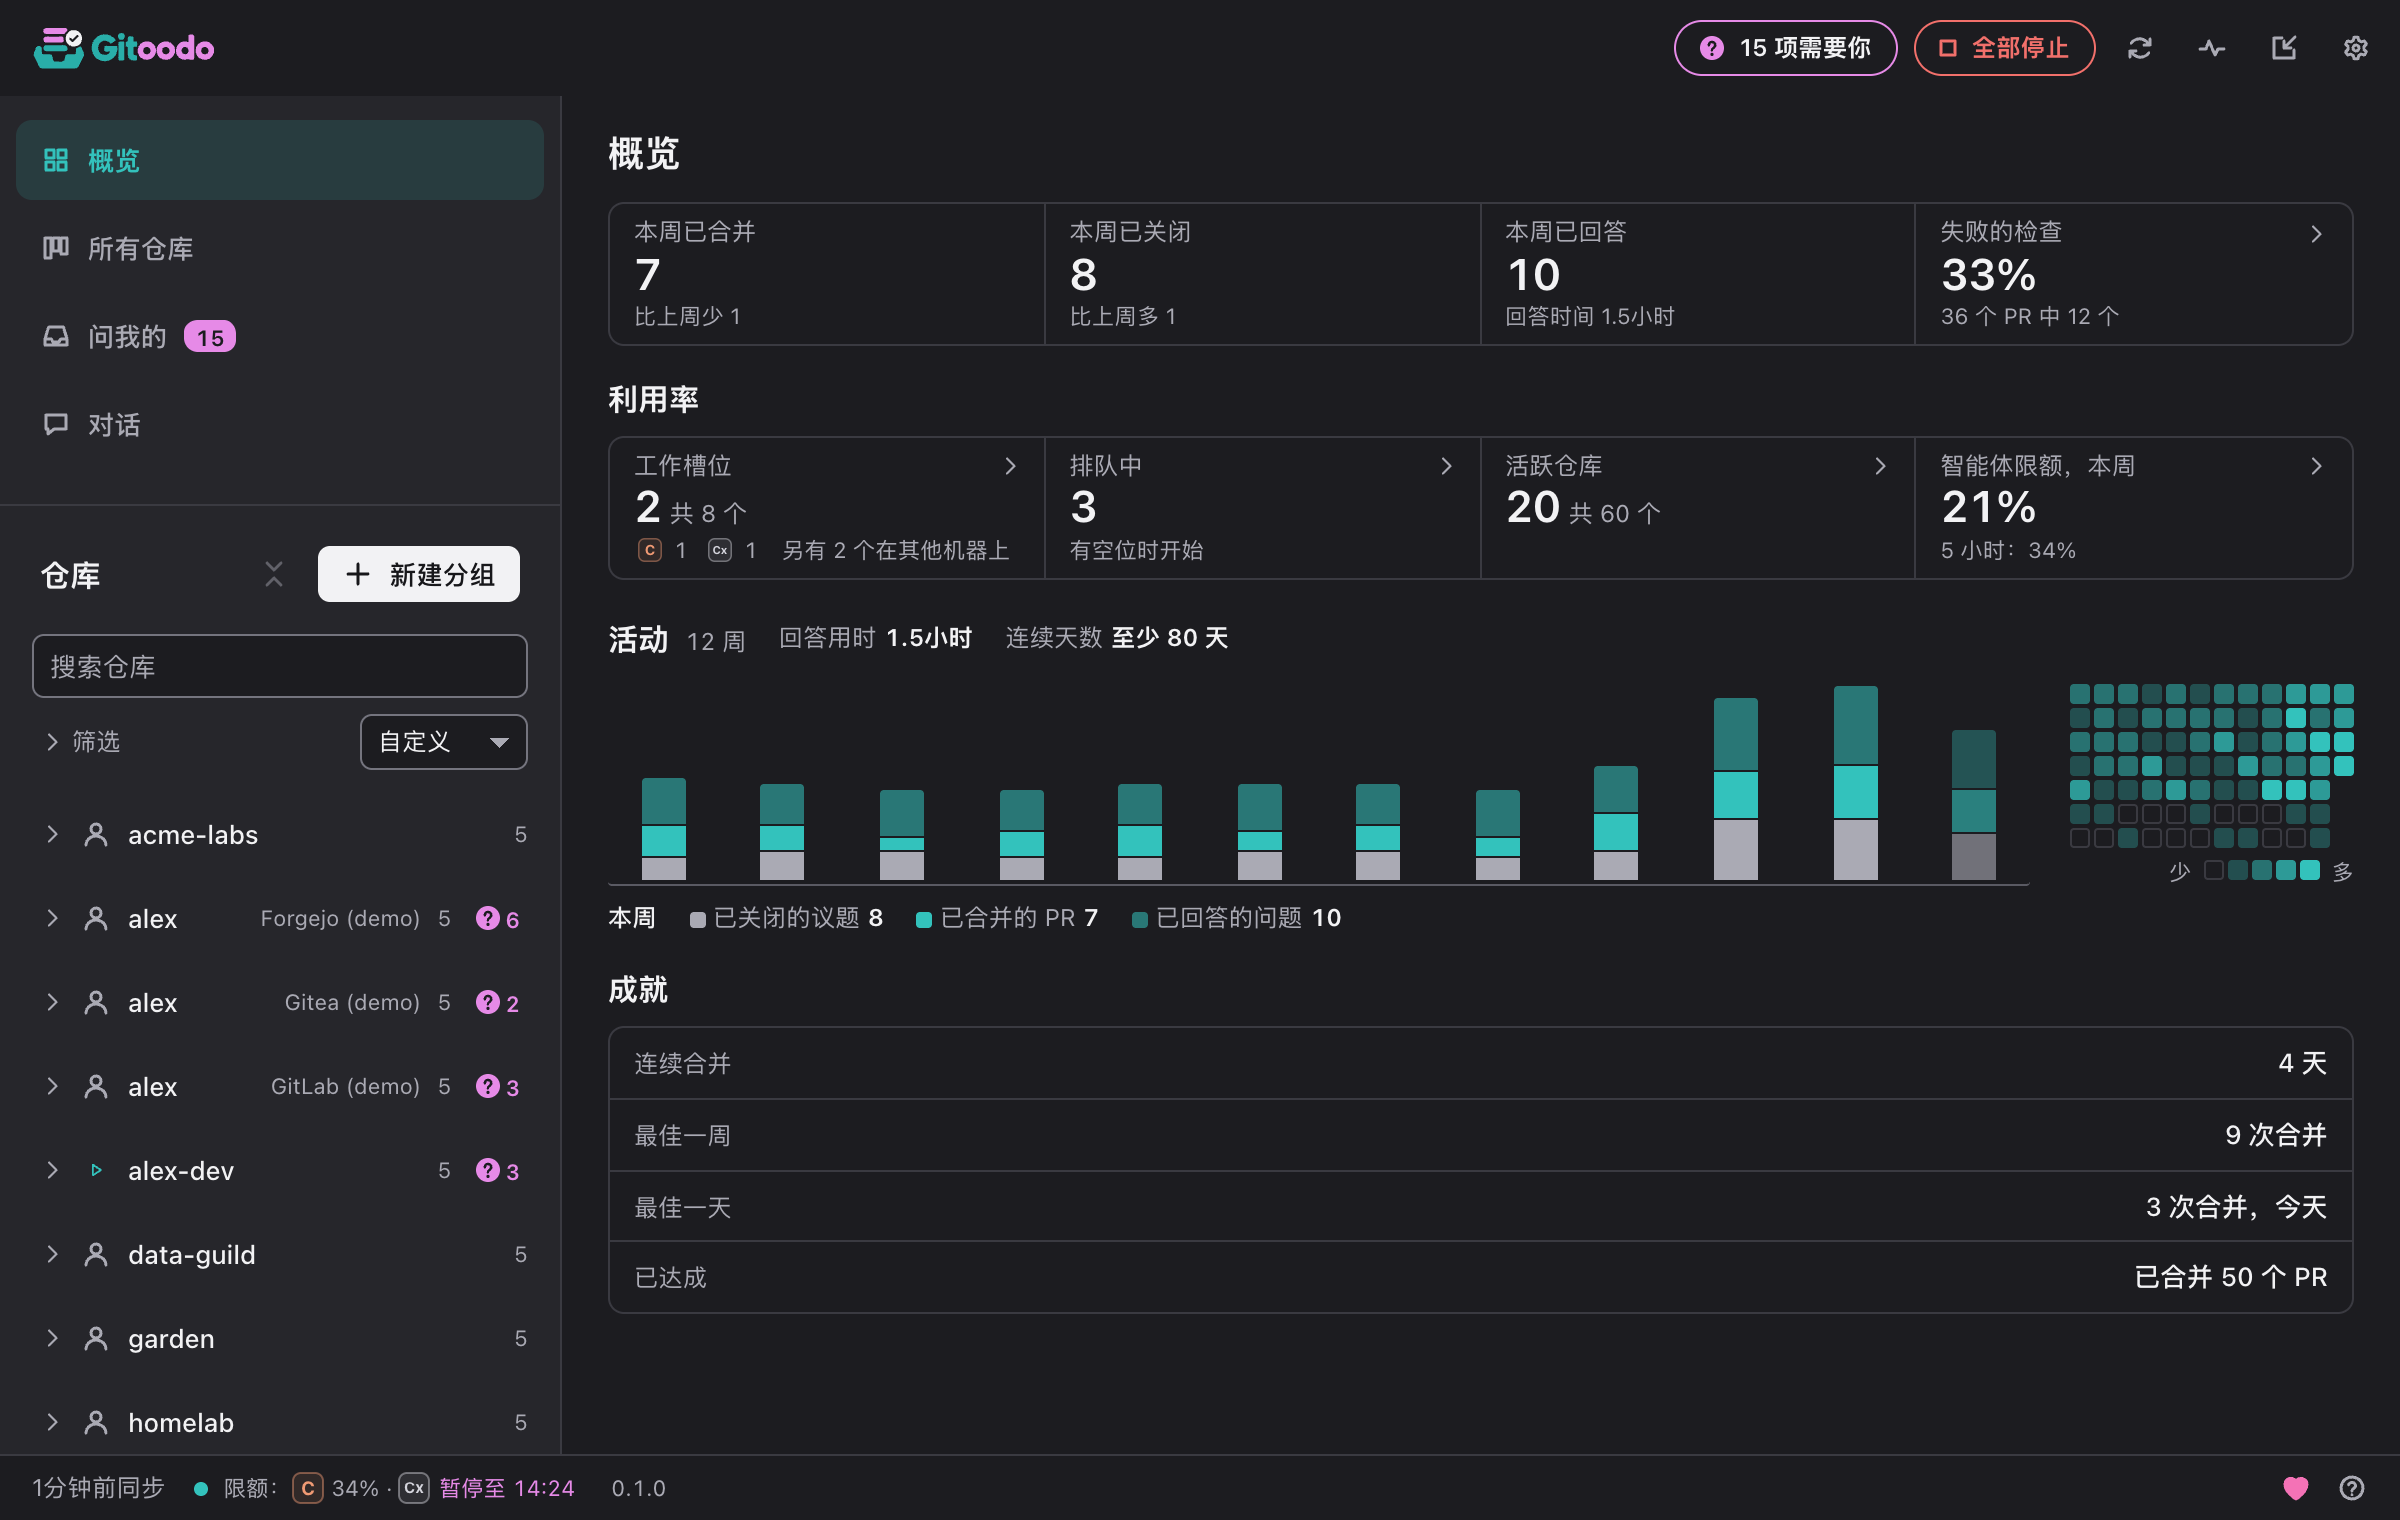 Gitoodo
15 项需要你
全部停止
概览
所有仓库
问我的 15
对话
仓库
新建分组
搜索仓库
筛选
自定义
acme-labs 5
alex Forgejo (demo) 5 ? 6
alex Gitea (demo) 5 ? 2
alex GitLab (demo) 5 ? 3
alex-dev 5 ? 3
data-guild 5
garden 5
homelab 5
概览
本周已合并
7
比上周少 1
本周已关闭
8
比上周多 1
本周已回答
10
回答时间 1.5小时
失败的检查
33%
36 个 PR 中 12 个
利用率
工作槽位
2 共 8 个
C 1 Cx 1 另有 2 个在其他机器上
排队中
3
有空位时开始
活跃仓库
20 共 60 个
智能体限额，本周
21%
5 小时：34%
活动 12 周 回答用时 1.5小时 连续天数 至少 80 天
少 多
本周 已关闭的议题 8 已合并的 PR 7 已回答的问题 10
成就
连续合并 4 天
最佳一周 9 次合并
最佳一天 3 次合并，今天
已达成 已合并 50 个 PR
1分钟前同步 限额：C 34% · Cx 暂停至 14:24 0.1.0